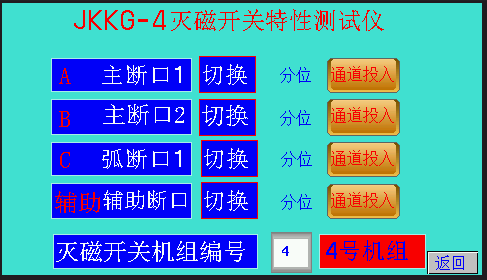 JKKG-4灭磁开关特性测试仪
A 主断口1 切换 分位 通道投入
B 主断口2 切换 分位 通道投入
C 弧断口1 切换 分位 通道投入
辅助 辅助断口 切换 分位 通道投入
灭磁开关机组编号 4 4号机组 返回